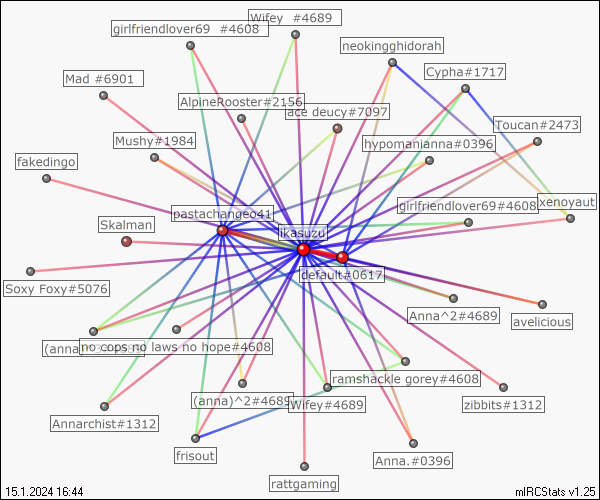 Wifey #4689
girlfriendlover69 #4608
neokingghidorah
Cypha#1717
Mad #6901
AlpineRooster#2156
ace deucy#7097
Toucan#2473
Mushy#1984
hypomanianna#0396
fakedingo
xenoyaut
girlfriendlover69#4608
pastachangeo41
Skalman
ikasuzu
default#0617
Soxy Foxy#5076
Anna^2#4689
avelicious
(anna)
no cops no laws no hope#4608
ramshackle gorey#4608
(anna)^2#4689
Wifey#4689
zibbits#1312
Annarchist#1312
frisout
Anna.#0396
rattgaming
15.1.2024 16:44
mIRCStats v1.25